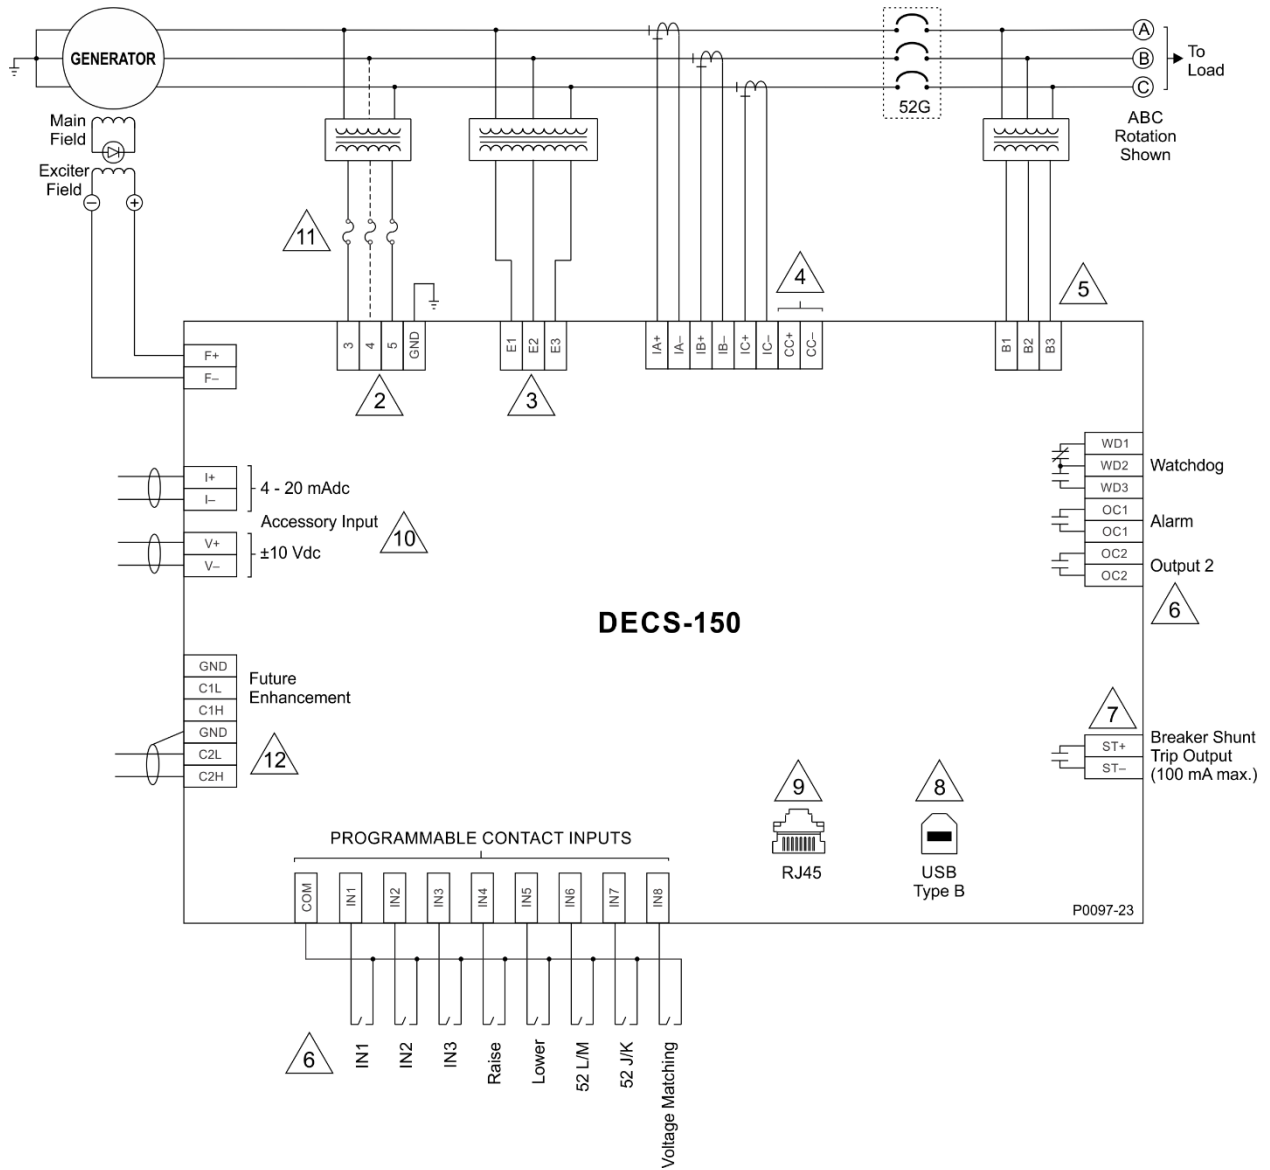 GENERATOR
A
B
C
To
Load
52G
ABC
Rotation
Shown
Main
Field
Exciter
Field
−
+
11
4
5
3
4
5
GND
E1
E2
E3
IA+
IA–
IB+
IB–
IC+
IC–
CC+
CC–
B1
B2
B3
F+
F–
2
3
I+
I–
4 - 20 mAdc
Accessory Input
10
V+
V–
±10 Vdc
WD1
WD2
WD3
Watchdog
OC1
OC1
Alarm
OC2
OC2
Output 2
6
DECS-150
GND
C1L
C1H
GND
C2L
C2H
Future
Enhancement
12
7
ST+
ST–
Breaker Shunt
Trip Output
(100 mA max.)
9
RJ45
8
USB
Type B
PROGRAMMABLE CONTACT INPUTS
COM
IN1
IN2
IN3
IN4
IN5
IN6
IN7
IN8
P0097-23
6
IN1
IN2
IN3
Raise
Lower
52 L/M
52 J/K
Voltage Matching